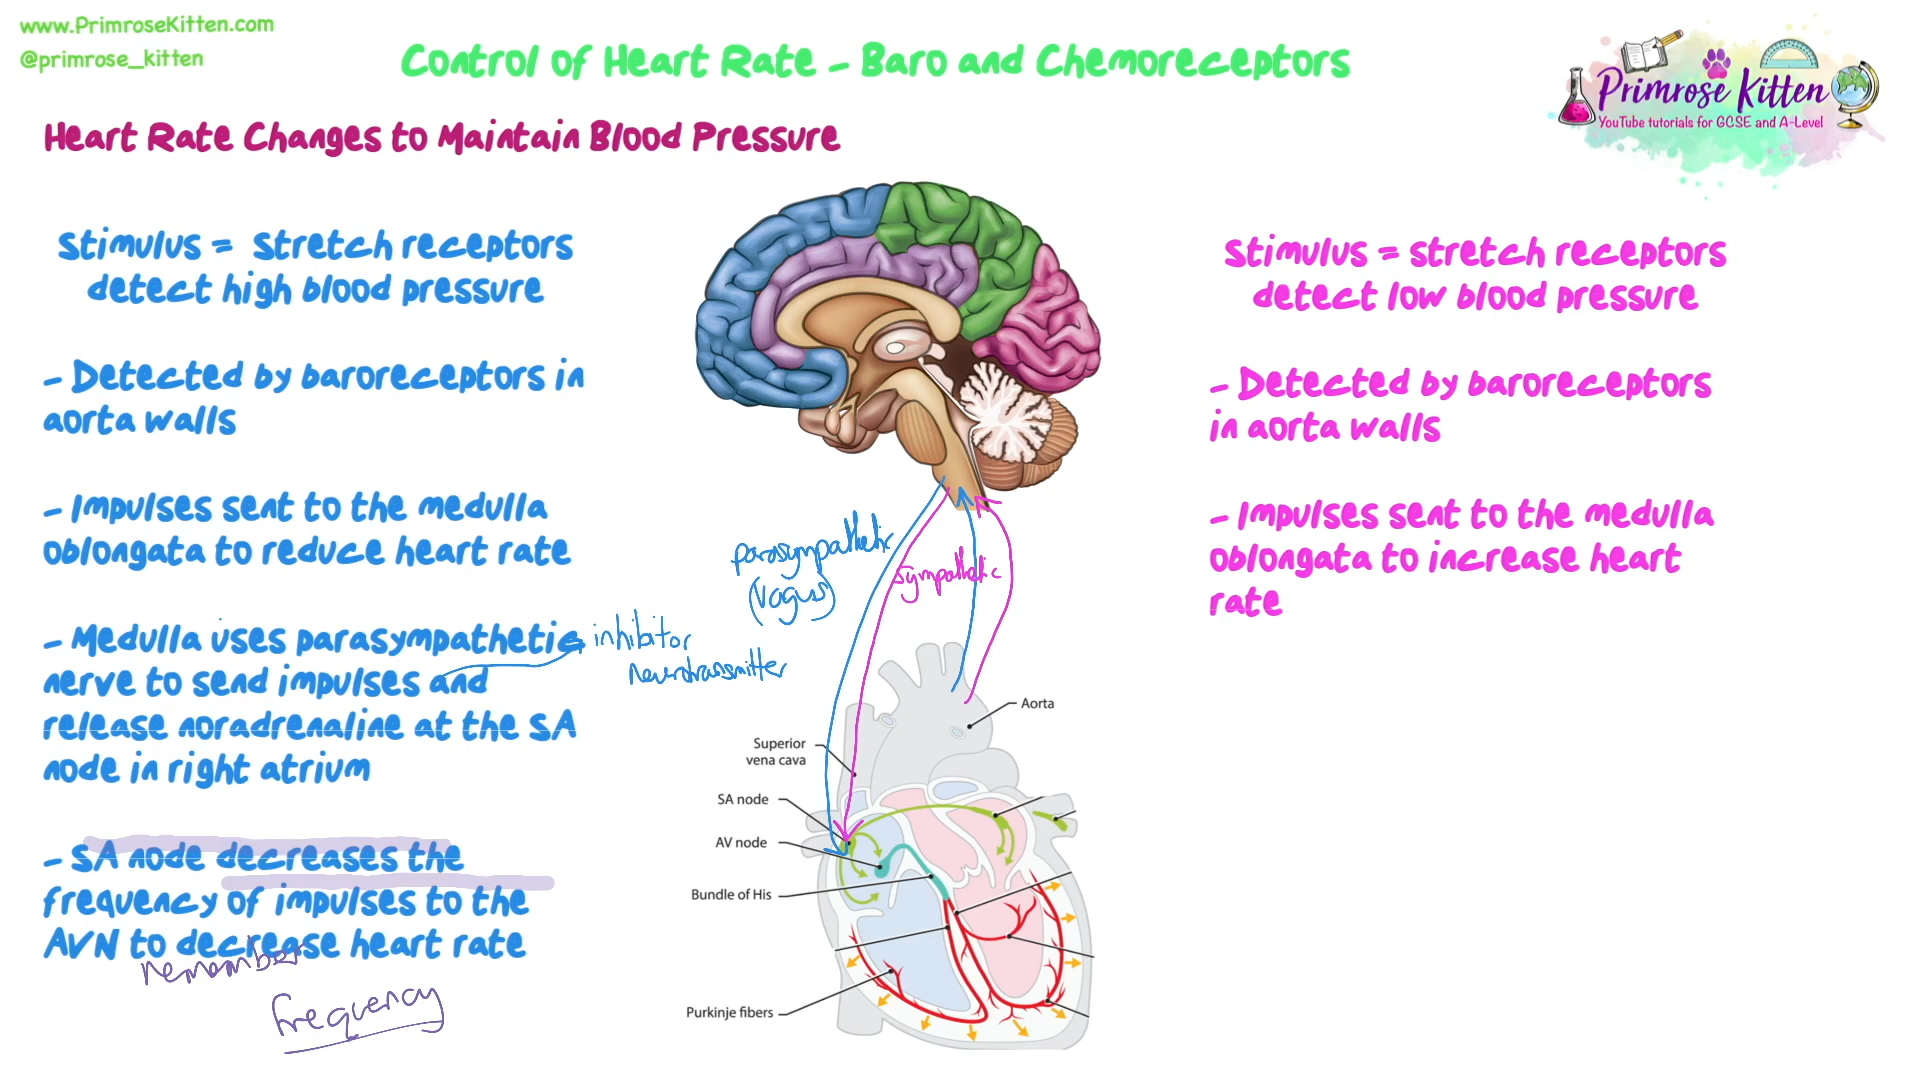 www.PrimroseKitten.com
@primrose_kitten
Control of Heart Rate - Baro and Chemoreceptors
Primrose Kitten
YouTube tutorials for GCSE and A-Level
Heart Rate Changes to Maintain Blood Pressure
Stimulus = stretch receptors
detect high blood pressure
- Detected by baroreceptors in
aorta walls
- Impulses sent to the medulla
oblongata to reduce heart rate
- Medulla uses parasympathetic
nerve to send impulses and
release noradrenaline at the SA
node in right atrium
- SA node decreases the
frequency of impulses to the
AVN to decrease heart rate
remember
frequency
inhibitor
neurotransmitter
parasympathetic
(vagus)
sympathetic
Aorta
Superior
vena cava
SA node
AV node
Bundle of His
Purkinje fibers
Stimulus = stretch receptors
detect low blood pressure
- Detected by baroreceptors
in aorta walls
- Impulses sent to the medulla
oblongata to increase heart
rate